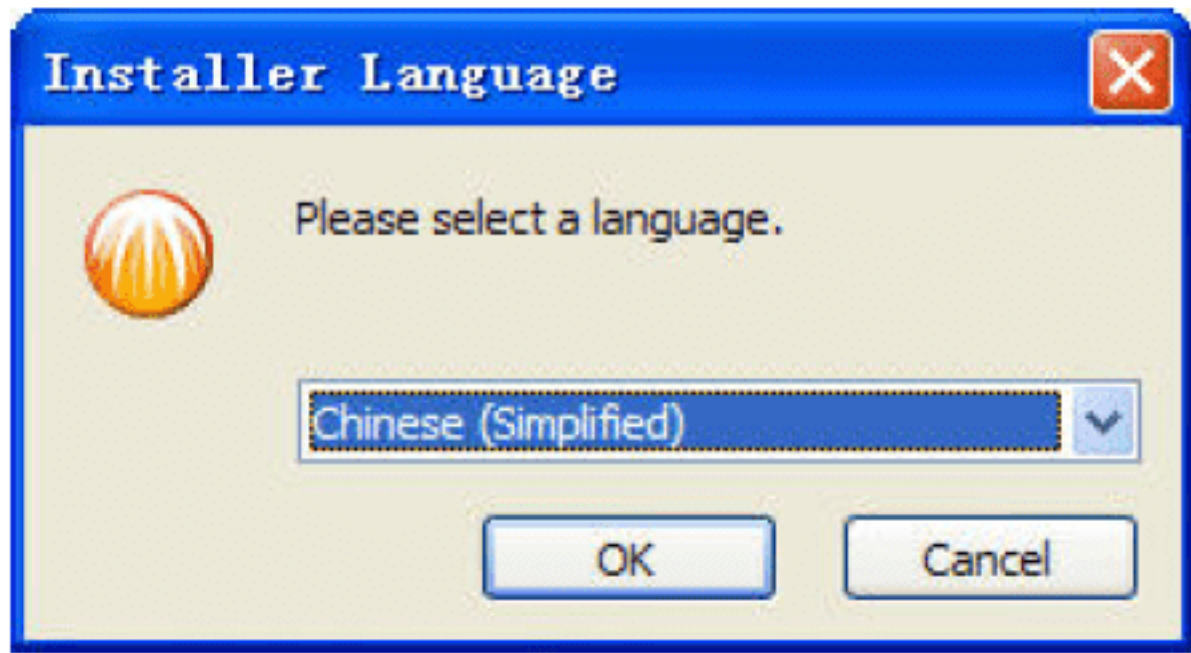 Installer Language
Please select a language.
Chinese (Simplified)
OK
Cancel